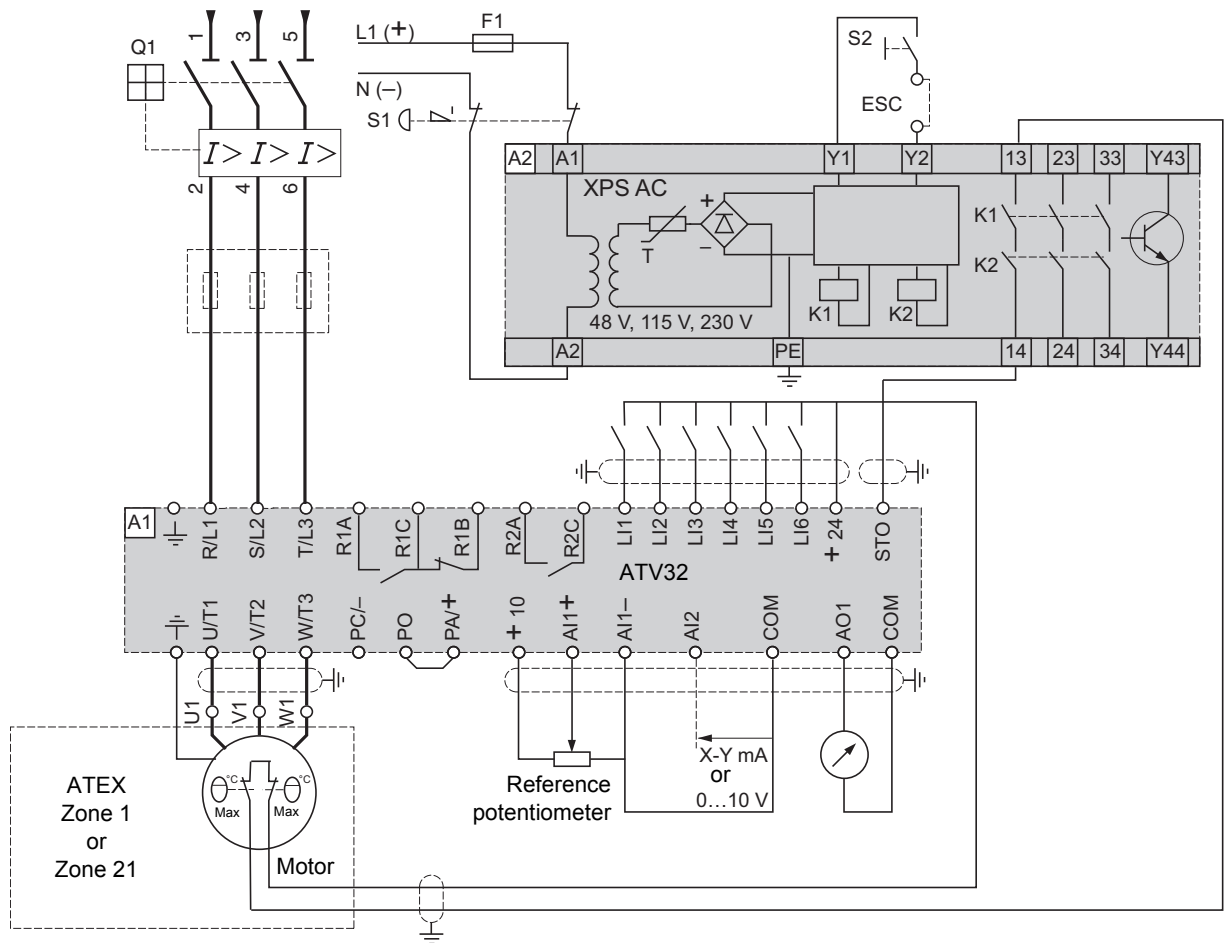 1
3
5
Q1
I>
I>
I>
2
4
6
L1 (+)
F1
N (–)
S1
S2
ESC
A2
A1
Y1
Y2
13
23
33
Y43
XPS AC
+
–
T
K1
K2
K1
K2
48 V, 115 V, 230 V
A2
PE
14
24
34
Y44
A1
R/L1
S/L2
T/L3
R1A
R1C
R1B
R2A
R2C
LI1
LI2
LI3
LI4
LI5
LI6
+ 24
STO
ATV32
U/T1
V/T2
W/T3
PC/–
PO
PA/+
+ 10
AI1+
AI1–
AI2
COM
AO1
COM
U1
V1
W1
°C
°C
Max
Max
Motor
ATEX
Zone 1
or
Zone 21
Reference
potentiometer
X-Y mA
or
0...10 V